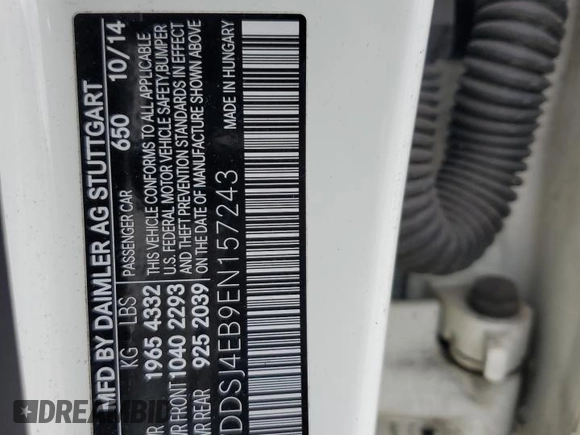 MFD BY DAIMLER AG STUTTGART
650 10/14
KG LBS PASSENGER CAR
1965 4332
FRONT 1040 2293
REAR 925 2039
THIS VEHICLE CONFORMS TO ALL APPLICABLE
U.S. FEDERAL MOTOR VEHICLE SAFETY, BUMPER
AND THEFT PREVENTION STANDARDS IN EFFECT
ON THE DATE OF MANUFACTURE SHOWN ABOVE
MADE IN HUNGARY
DDSJ4EB9EN157243
DREAMBID